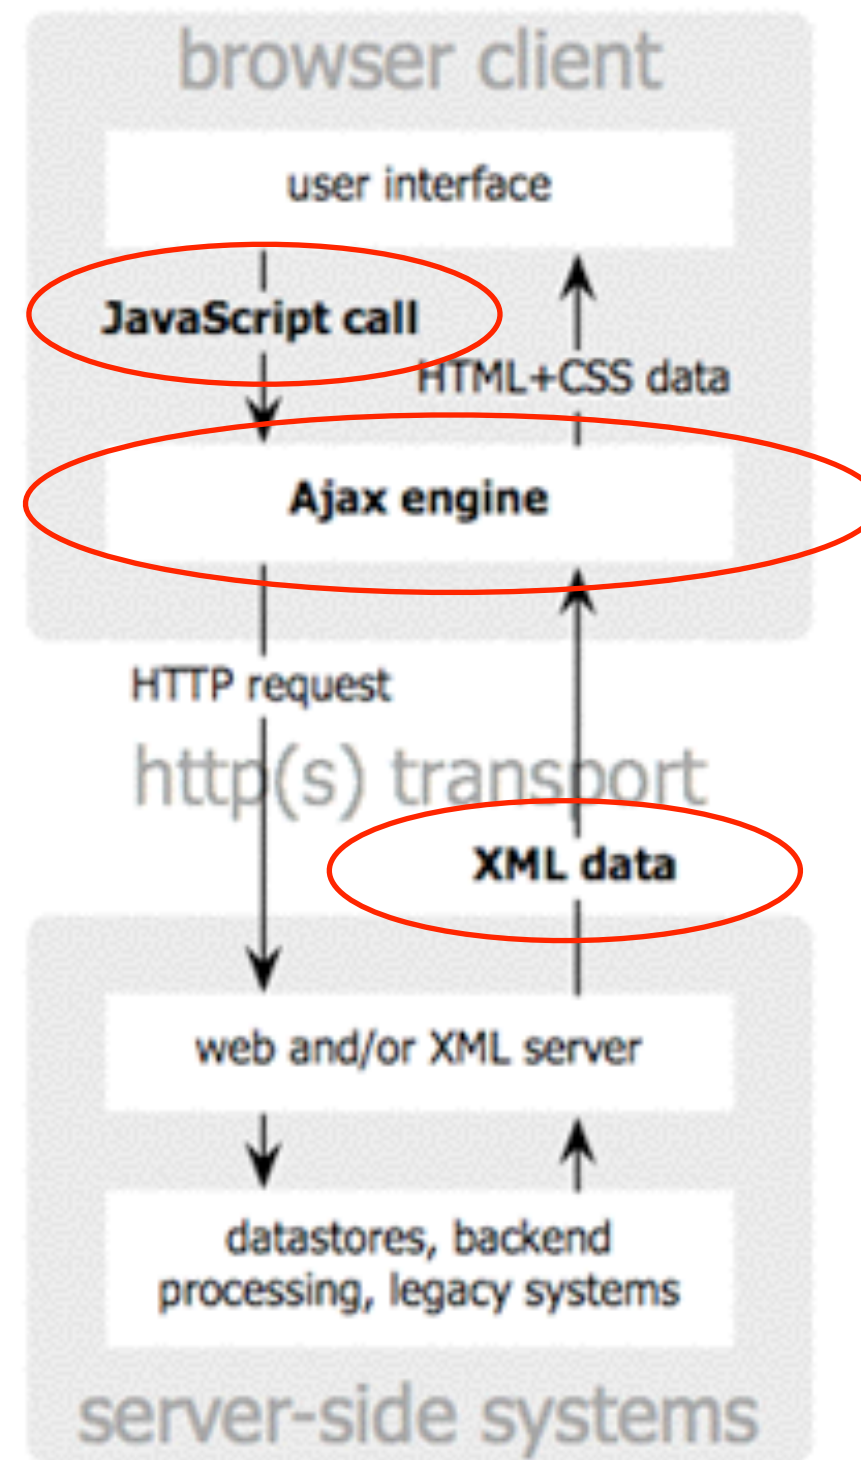 browser client
user interface
JavaScript call
HTML+CSS data
Ajax engine
HTTP request
http(s) transport
XML data
web and/or XML server
datastores, backend
processing, legacy systems
server-side systems